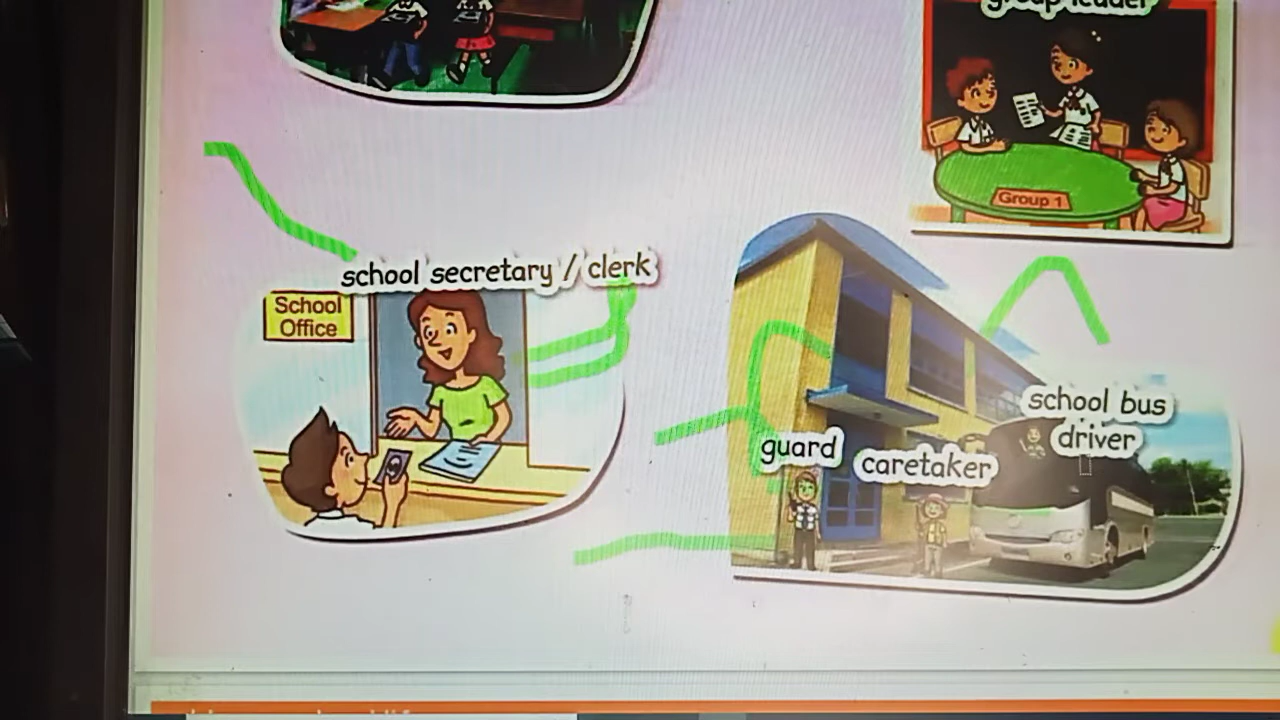 group leader
Group 1
school secretary / clerk
School
Office
school bus
driver
guard
caretaker